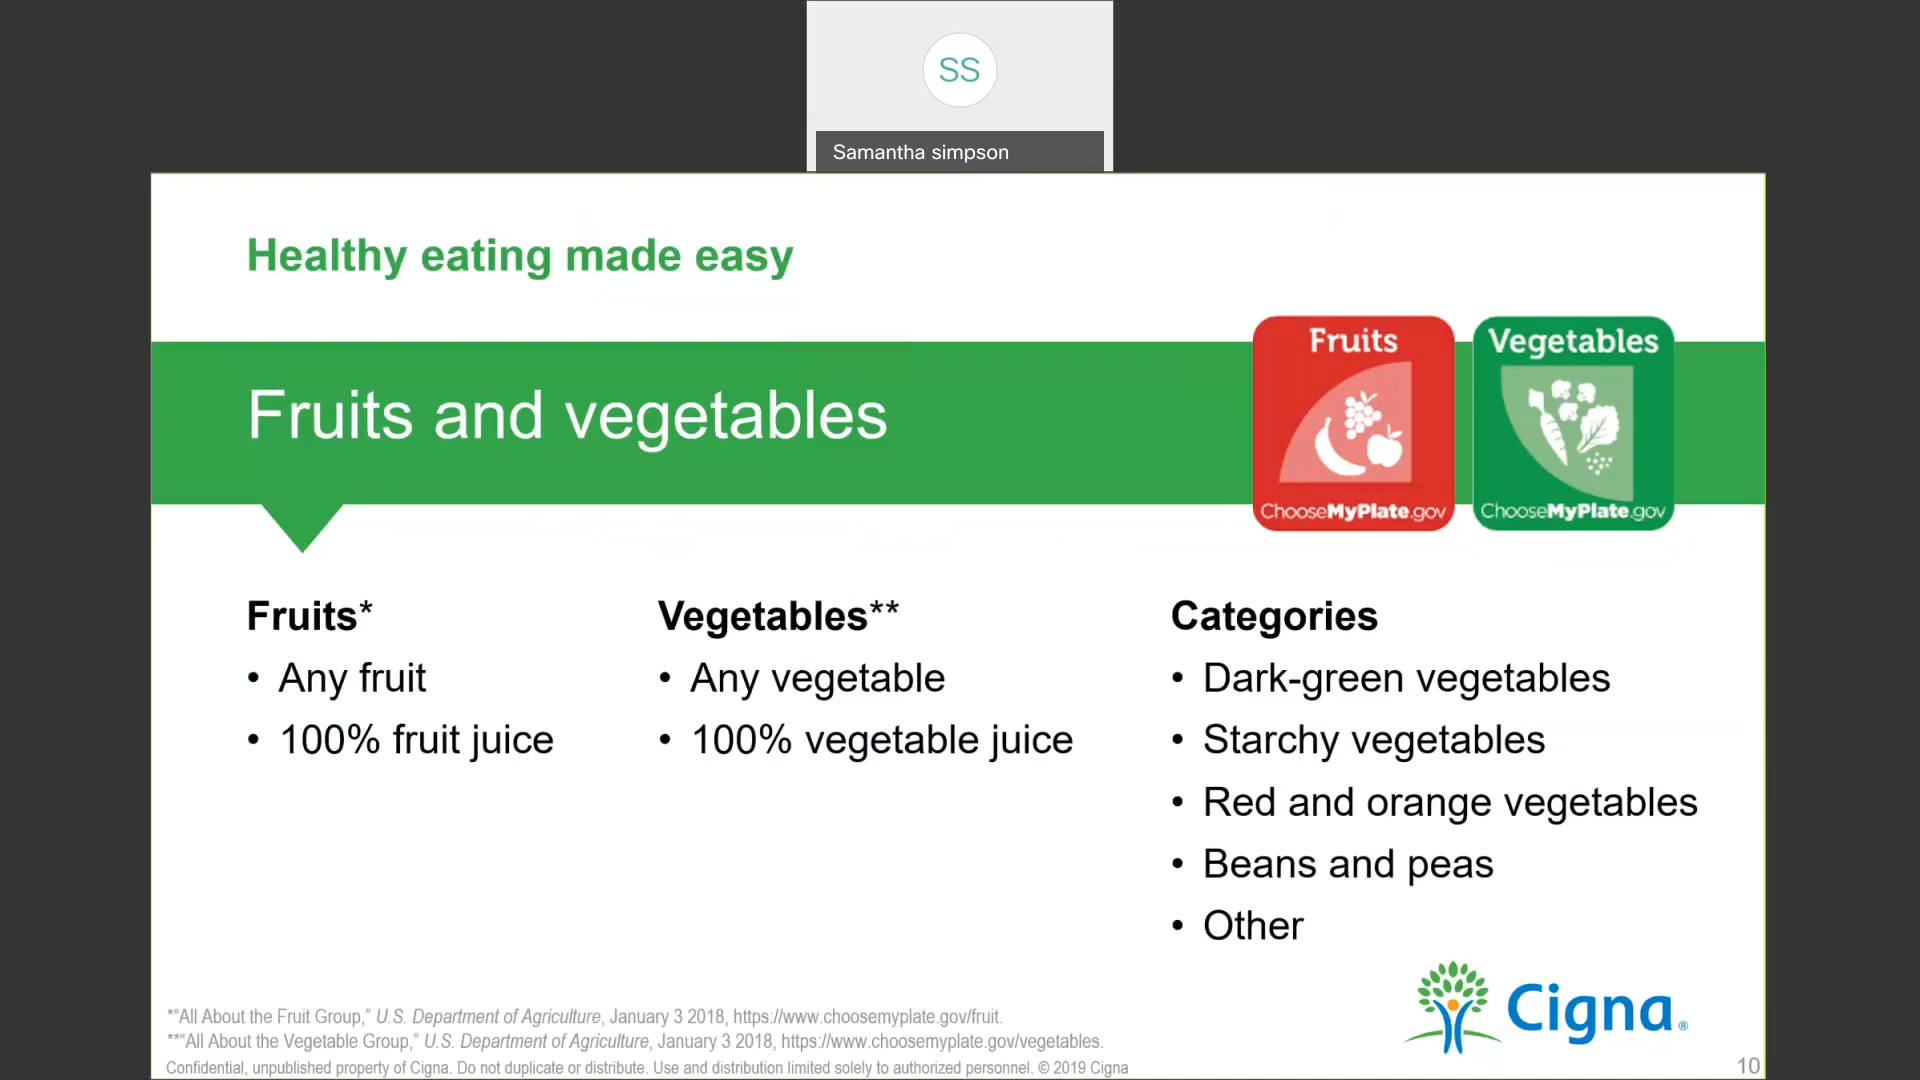 SS
Samantha simpson
Healthy eating made easy
Fruits and vegetables
Fruits
ChooseMyPlate.gov
Vegetables
ChooseMyPlate.gov
Fruits*
• Any fruit
• 100% fruit juice
Vegetables**
• Any vegetable
• 100% vegetable juice
Categories
• Dark-green vegetables
• Starchy vegetables
• Red and orange vegetables
• Beans and peas
• Other
*“All About the Fruit Group,” U.S. Department of Agriculture, January 3 2018, https://www.choosemyplate.gov/fruit.
**“All About the Vegetable Group,” U.S. Department of Agriculture, January 3 2018, https://www.choosemyplate.gov/vegetables.
Confidential, unpublished property of Cigna. Do not duplicate or distribute. Use and distribution limited solely to authorized personnel. © 2019 Cigna
Cigna®
10